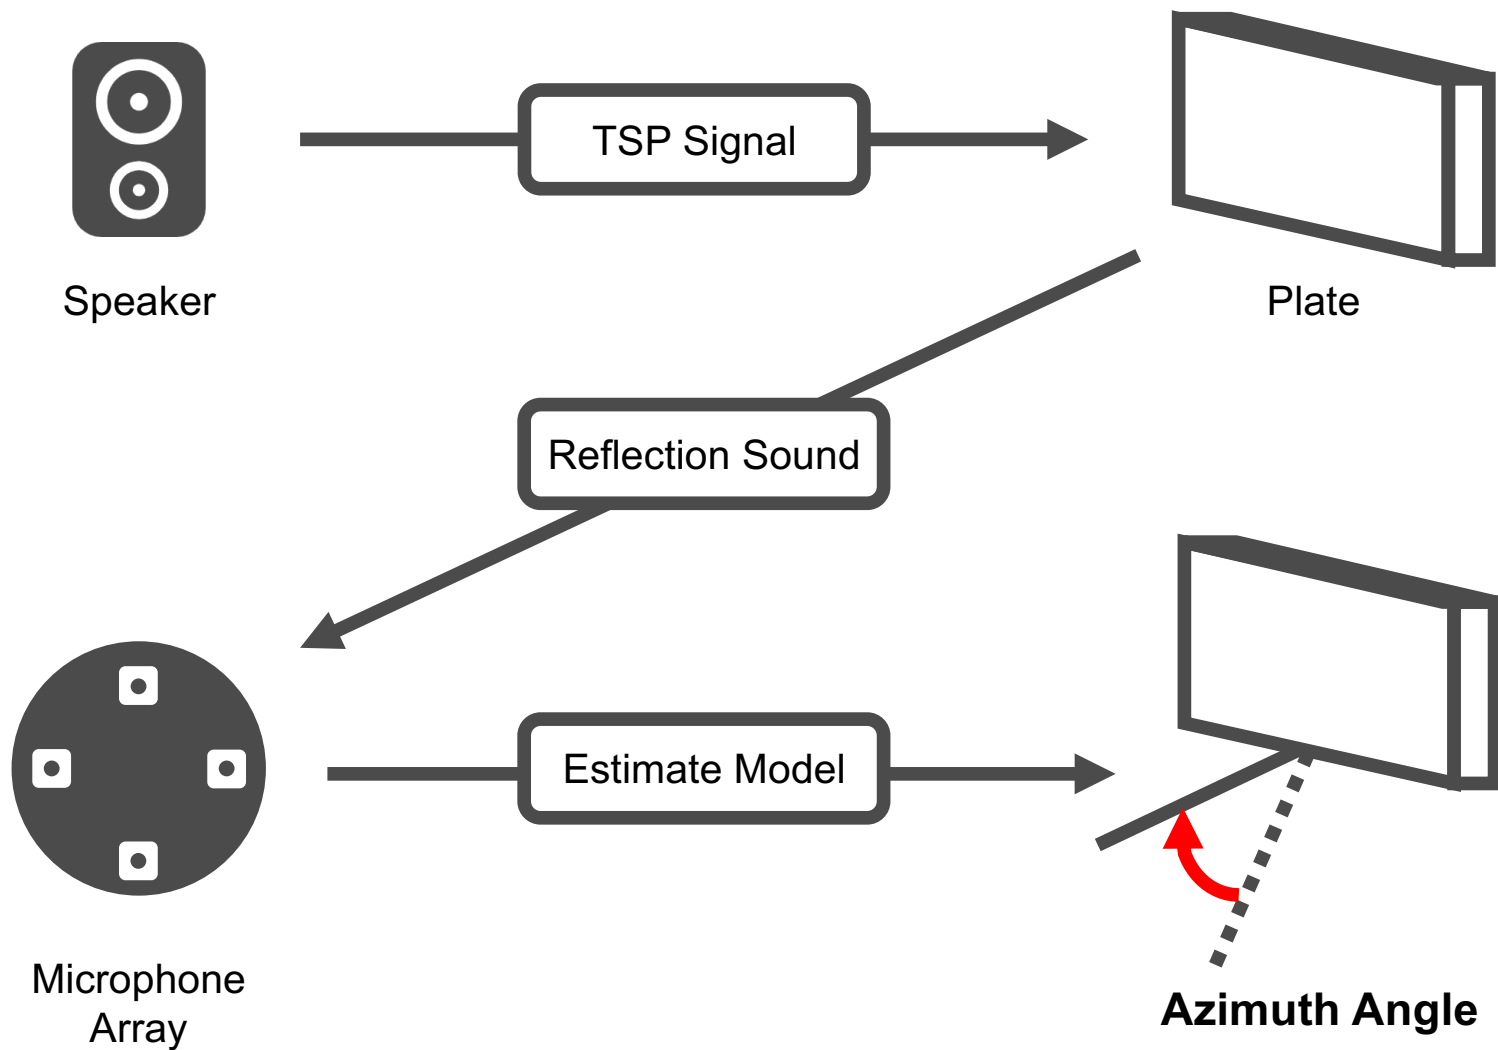 TSP Signal
Speaker
Plate
Reflection Sound
Estimate Model
Microphone
Array
Azimuth Angle